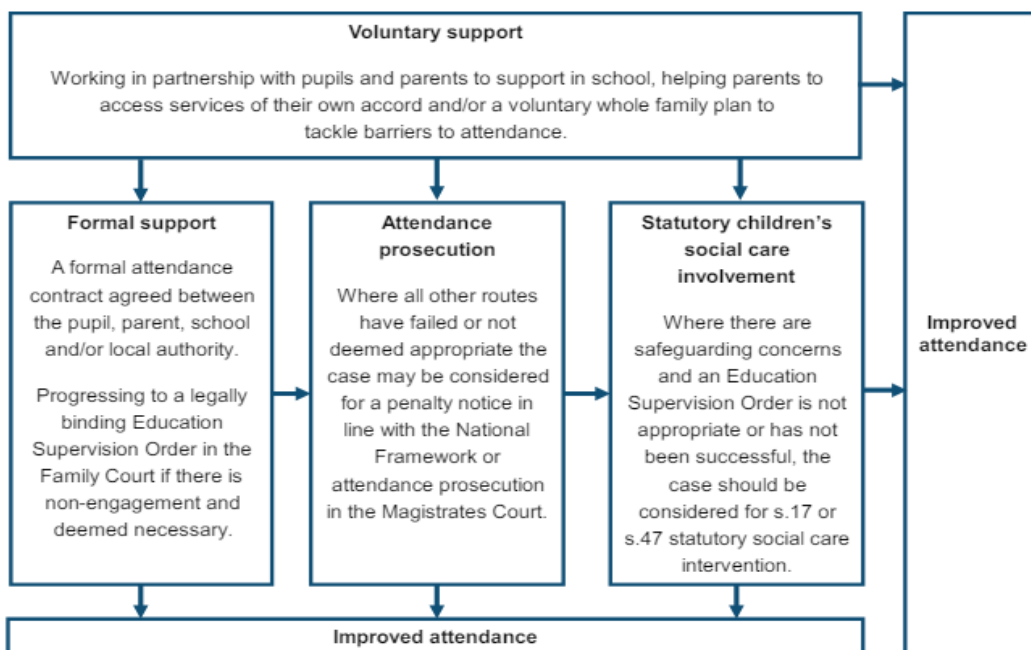 Voluntary support
Working in partnership with pupils and parents to support in school, helping parents to
access services of their own accord and/or a voluntary whole family plan to
tackle barriers to attendance.
Formal support
A formal attendance
contract agreed between
the pupil, parent, school
and/or local authority.
Progressing to a legally
binding Education
Supervision Order in the
Family Court if there is
non-engagement and
deemed necessary.
Attendance
prosecution
Where all other routes
have failed or not
deemed appropriate the
case may be considered
for a penalty notice in
line with the National
Framework or
attendance prosecution
in the Magistrates Court.
Statutory children’s
social care
involvement
Where there are
safeguarding concerns
and an Education
Supervision Order is not
appropriate or has not
been successful, the
case should be
considered for s.17 or
s.47 statutory social care
intervention.
Improved
attendance
Improved attendance